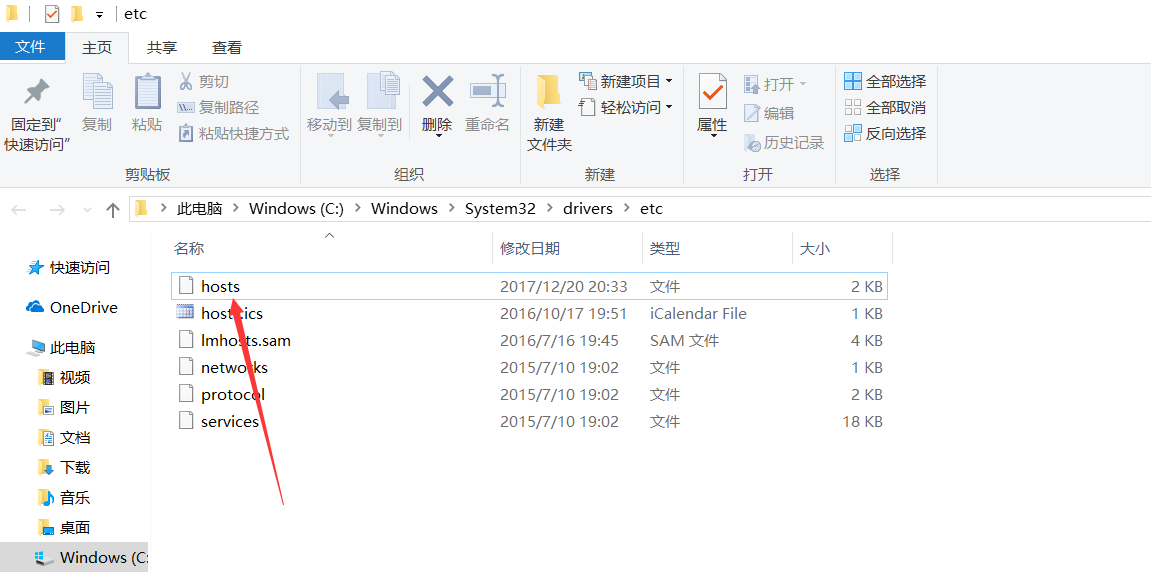 etc
文件 主页 共享 查看
固定到“
快速访问”
复制
粘贴
剪切
复制路径
粘贴快捷方式
剪贴板
移动到
复制到
删除
重命名
组织
新建
文件夹
新建项目
轻松访问
新建
属性
打开
编辑
历史记录
打开
全部选择
全部取消
反向选择
选择
此电脑 Windows (C:) Windows System32 drivers etc
快速访问
OneDrive
此电脑
视频
图片
文档
下载
音乐
桌面
Windows (C:
名称 修改日期 类型 大小
hosts 2017/12/20 20:33 文件 2 KB
hosts.ics 2016/10/17 19:51 iCalendar File 1 KB
lmhosts.sam 2016/7/16 19:45 SAM 文件 4 KB
networks 2015/7/10 19:02 文件 1 KB
protocol 2015/7/10 19:02 文件 2 KB
services 2015/7/10 19:02 文件 18 KB